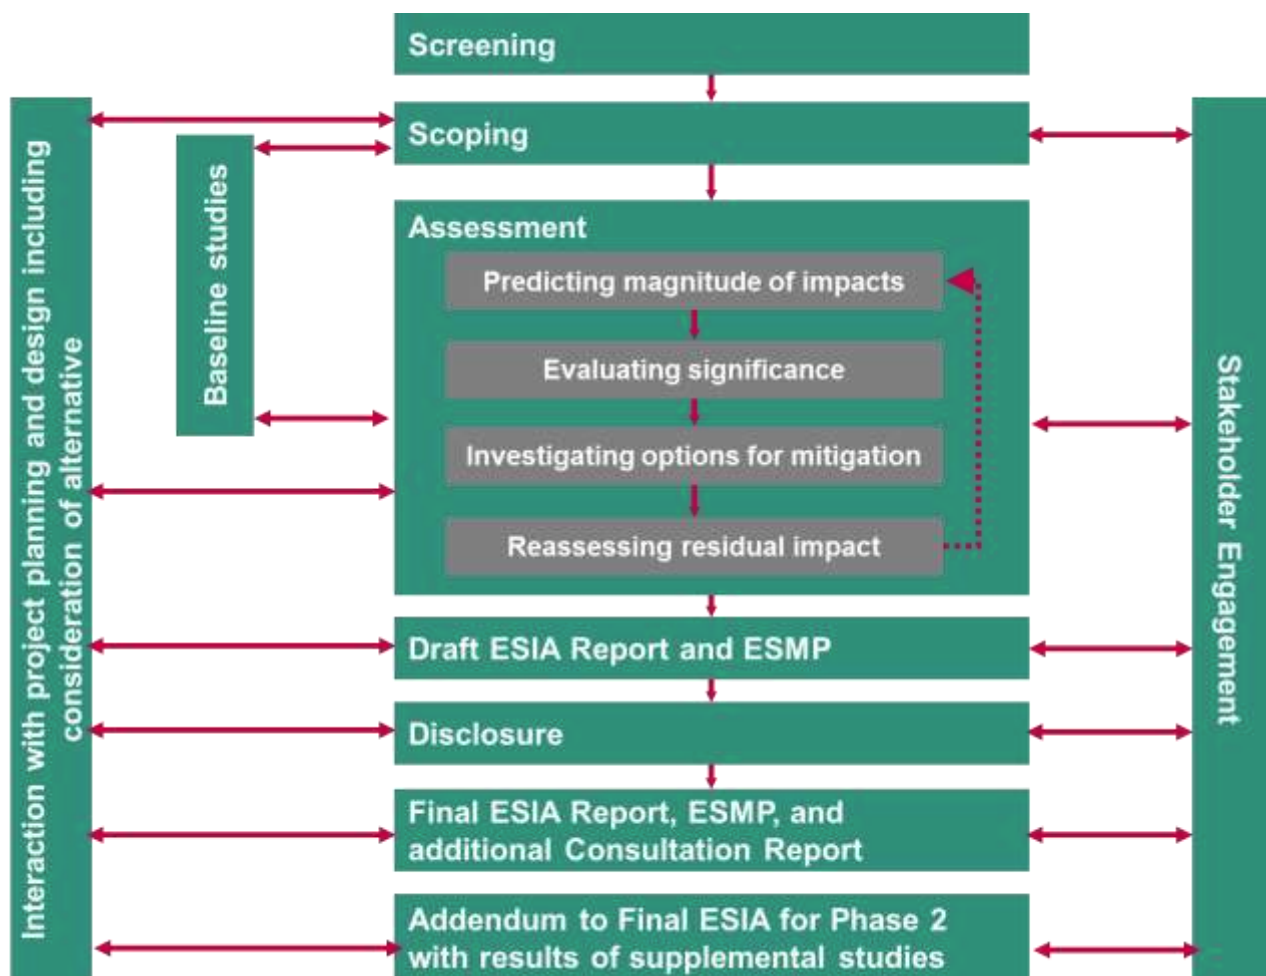 Screening
Scoping
Interaction with project planning and design including
consideration of alternative
Baseline studies
Assessment
Predicting magnitude of impacts
Evaluating significance
Investigating options for mitigation
Reassessing residual impact
Stakeholder Engagement
Draft ESIA Report and ESMP
Disclosure
Final ESIA Report, ESMP, and
additional Consultation Report
Addendum to Final ESIA for Phase 2
with results of supplemental studies